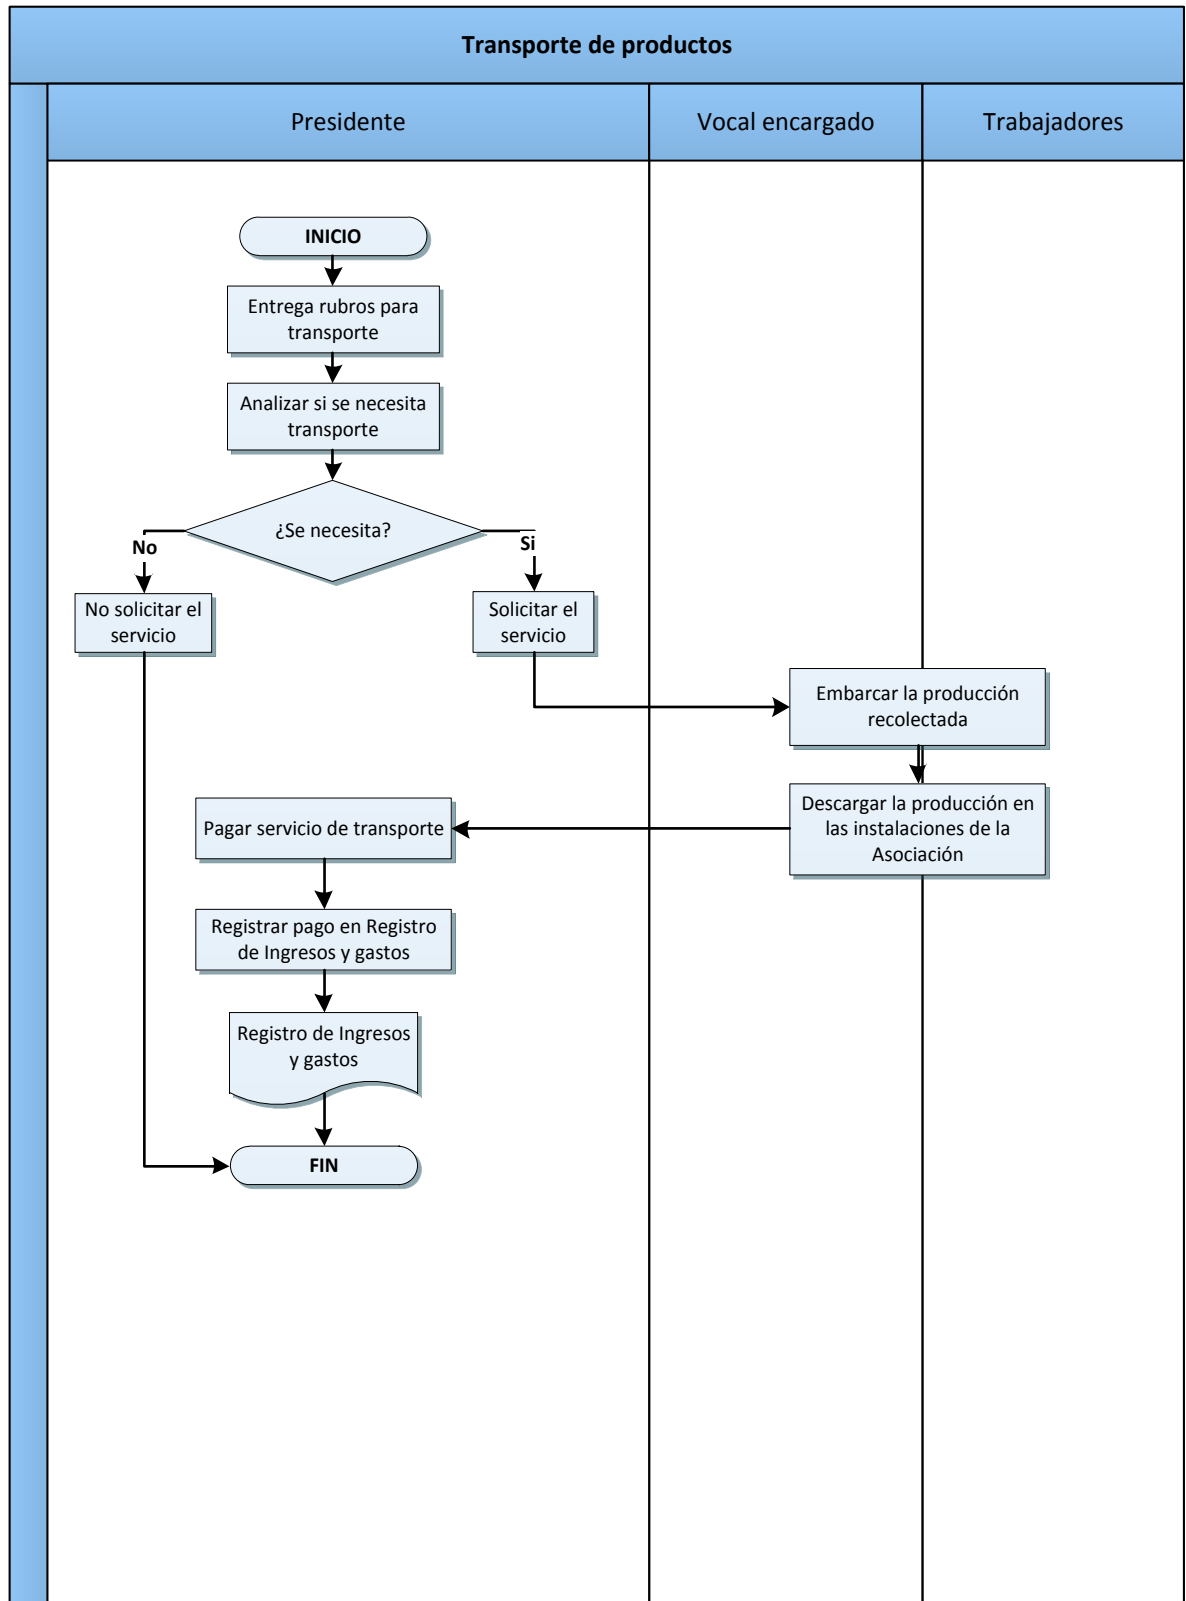 Transporte de productos
Presidente
Vocal encargado
Trabajadores
INICIO
Entrega rubros para
transporte
Analizar si se necesita
transporte
¿Se necesita?
No
Si
No solicitar el
servicio
Solicitar el
servicio
Embarcar la producción
recolectada
Descargar la producción en
las instalaciones de la
Asociación
Pagar servicio de transporte
Registrar pago en Registro
de Ingresos y gastos
Registro de Ingresos
y gastos
FIN